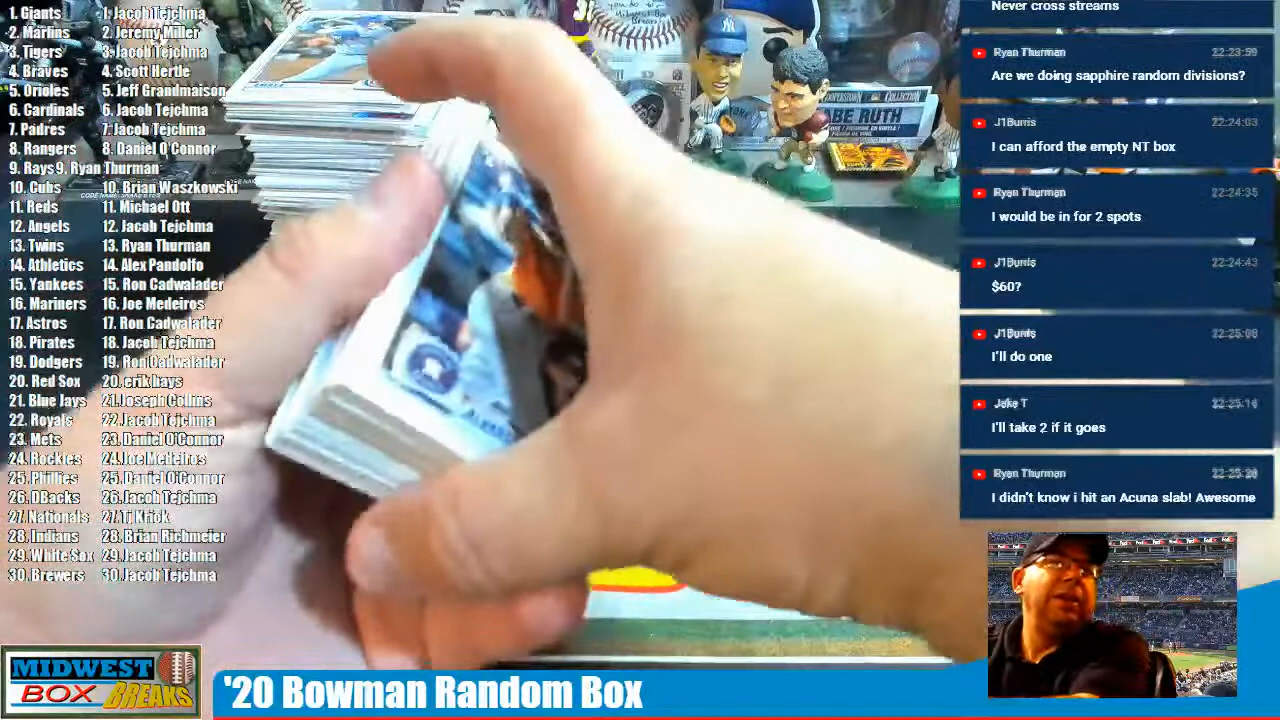 1. Giants 1. Jacob Tejchma
2. Marlins 2. Jeremy Miller
3. Tigers 3. Jacob Tejchma
4. Braves 4. Scott Hertle
5. Orioles 5. Jeff Grandmaison
6. Cardinals 6. Jacob Tejchma
7. Padres 7. Jacob Tejchma
8. Rangers 8. Daniel O'Connor
9. Rays 9. Ryan Thurman
10. Cubs 10. Brian Waszkowski
11. Reds 11. Michael Ott
12. Angels 12. Jacob Tejchma
13. Twins 13. Ryan Thurman
14. Athletics 14. Alex Pandolfo
15. Yankees 15. Ron Cadwalader
16. Mariners 16. Joe Medeiros
17. Astros 17. Ron Cadwalader
18. Pirates 18. Jacob Tejchma
19. Dodgers 19. Ron Cadwalader
20. Red Sox 20. erik hays
21. Blue Jays 21. Joseph Collins
22. Royals 22. Jacob Tejchma
23. Mets 23. Daniel O'Connor
24. Rockies 24. Joe Medeiros
25. Phillies 25. Daniel O'Connor
26. DBacks 26. Jacob Tejchma
27. Nationals 27. Tj Krick
28. Indians 28. Brian Richmeier
29. White Sox 29. Jacob Tejchma
30. Brewers 30. Jacob Tejchma
COOPERSTOWN COLLECTION
BABE RUTH
Never cross streams
Ryan Thurman 22:23:59
Are we doing sapphire random divisions?
J1Burris 22:24:03
I can afford the empty NT box
Ryan Thurman 22:24:35
I would be in for 2 spots
J1Burris 22:24:43
$60?
J1Burris 22:25:08
I'll do one
Jake T 22:25:14
I'll take 2 if it goes
Ryan Thurman 22:25:20
I didn't know i hit an Acuna slab! Awesome
MIDWEST
BOX BREAKS
'20 Bowman Random Box